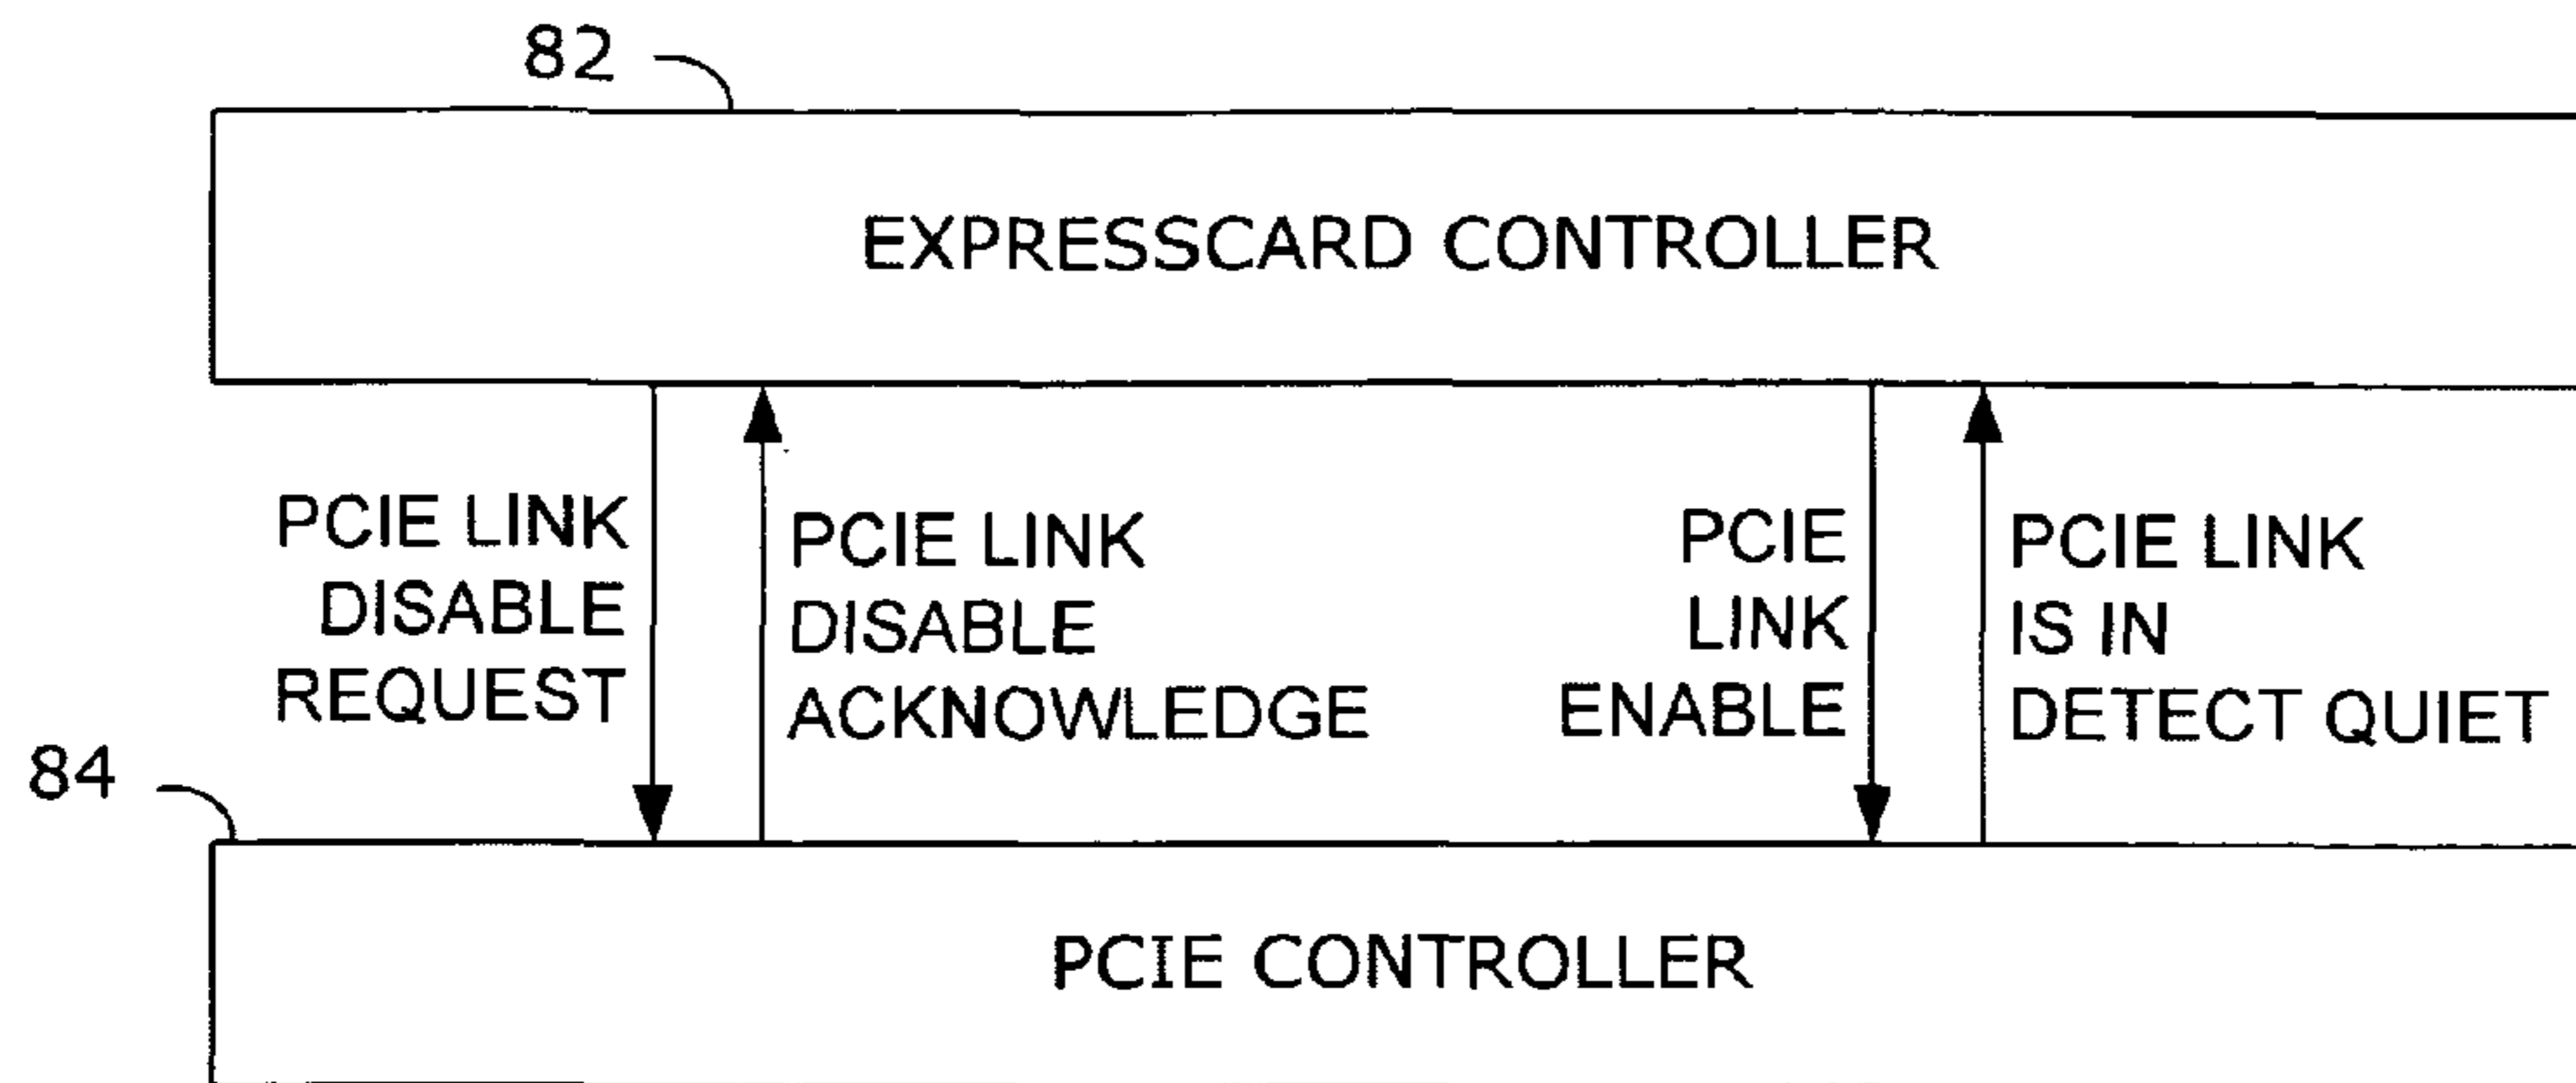 82
EXPRESSCARD CONTROLLER
PCIE LINK
DISABLE
REQUEST
PCIE LINK
DISABLE
ACKNOWLEDGE
PCIE
LINK
ENABLE
PCIE LINK
IS IN
DETECT QUIET
84
PCIE CONTROLLER